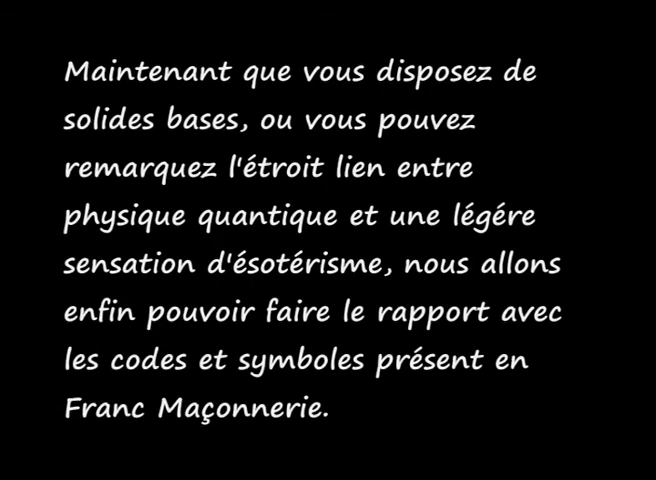 Maintenant que vous disposez de
solides bases, ou vous pouvez
remarquez l'étroit lien entre
physique quantique et une légére
sensation d'ésotérisme, nous allons
enfin pouvoir faire le rapport avec
les codes et symboles présent en
Franc Maçonnerie.